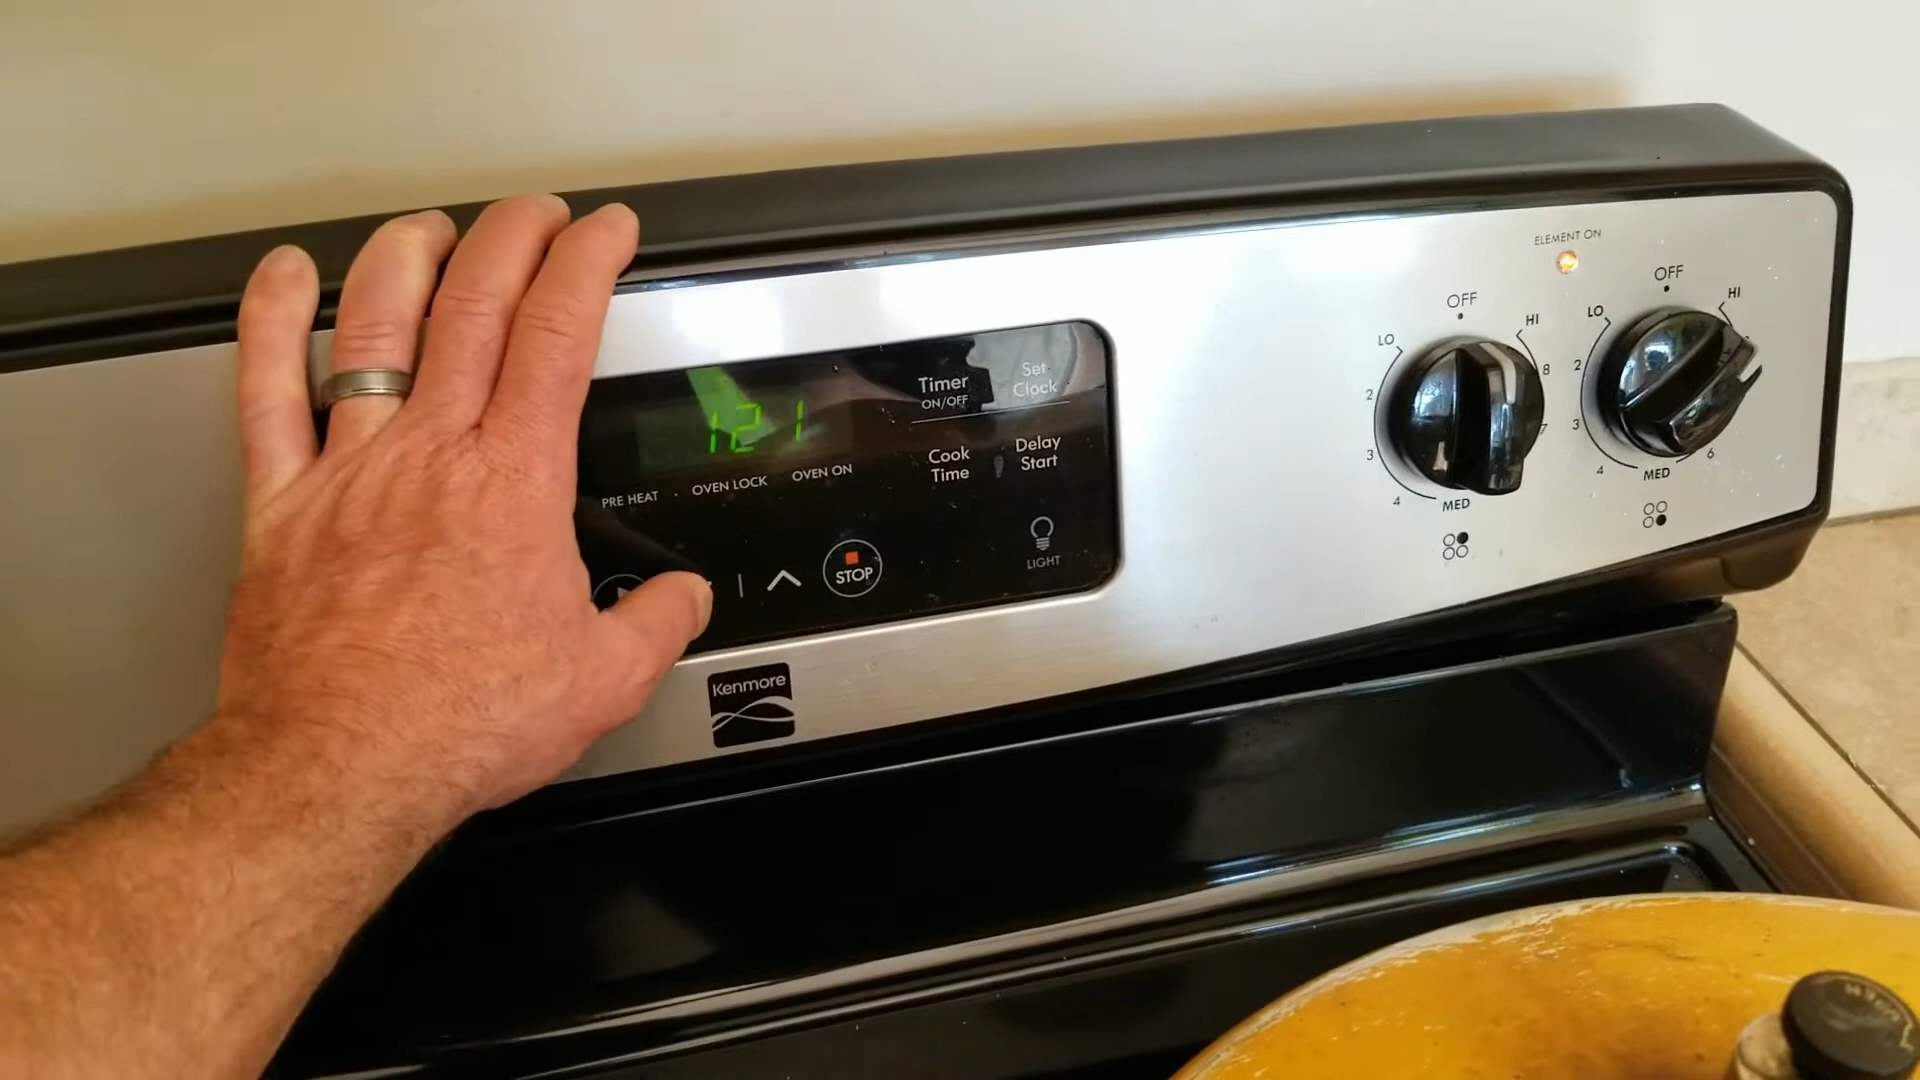 ELEMENT ON
OFF
HI
LO
2
3
4
MED
6
OFF
HI
LO
8
7
2
3
4
MED
Timer
ON/OFF
Set
Clock
121
Cook
Time
Delay
Start
PRE HEAT
OVEN LOCK
OVEN ON
STOP
LIGHT
Kenmore